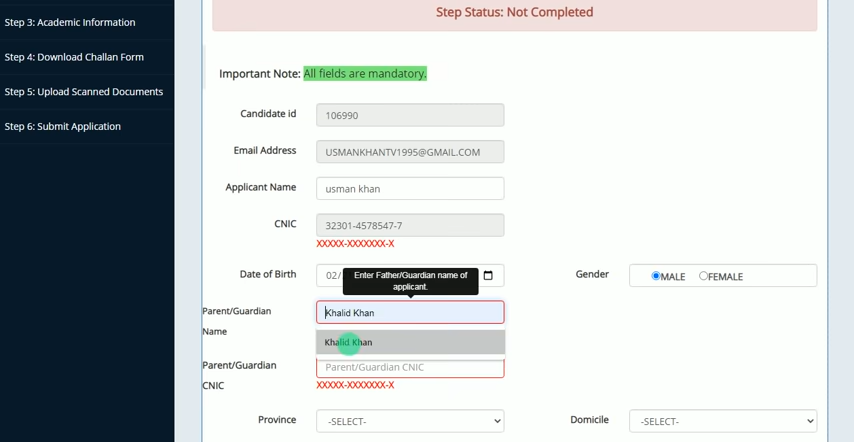 Step Status: Not Completed
Step 3: Academic Information
Step 4: Download Challan Form
Step 5: Upload Scanned Documents
Step 6: Submit Application
Important Note: All fields are mandatory.
Candidate id 106990
Email Address USMANKHANTV1995@GMAIL.COM
Applicant Name usman khan
CNIC 32301-4578547-7
XXXXX-XXXXXXX-X
Date of Birth 02/ Gender MALE FEMALE
Enter Father/Guardian name of
applicant.
Parent/Guardian
Name
Khalid Khan
Khalid Khan
Parent/Guardian
CNIC
Parent/Guardian CNIC
XXXXX-XXXXXXX-X
Province -SELECT- Domicile -SELECT-